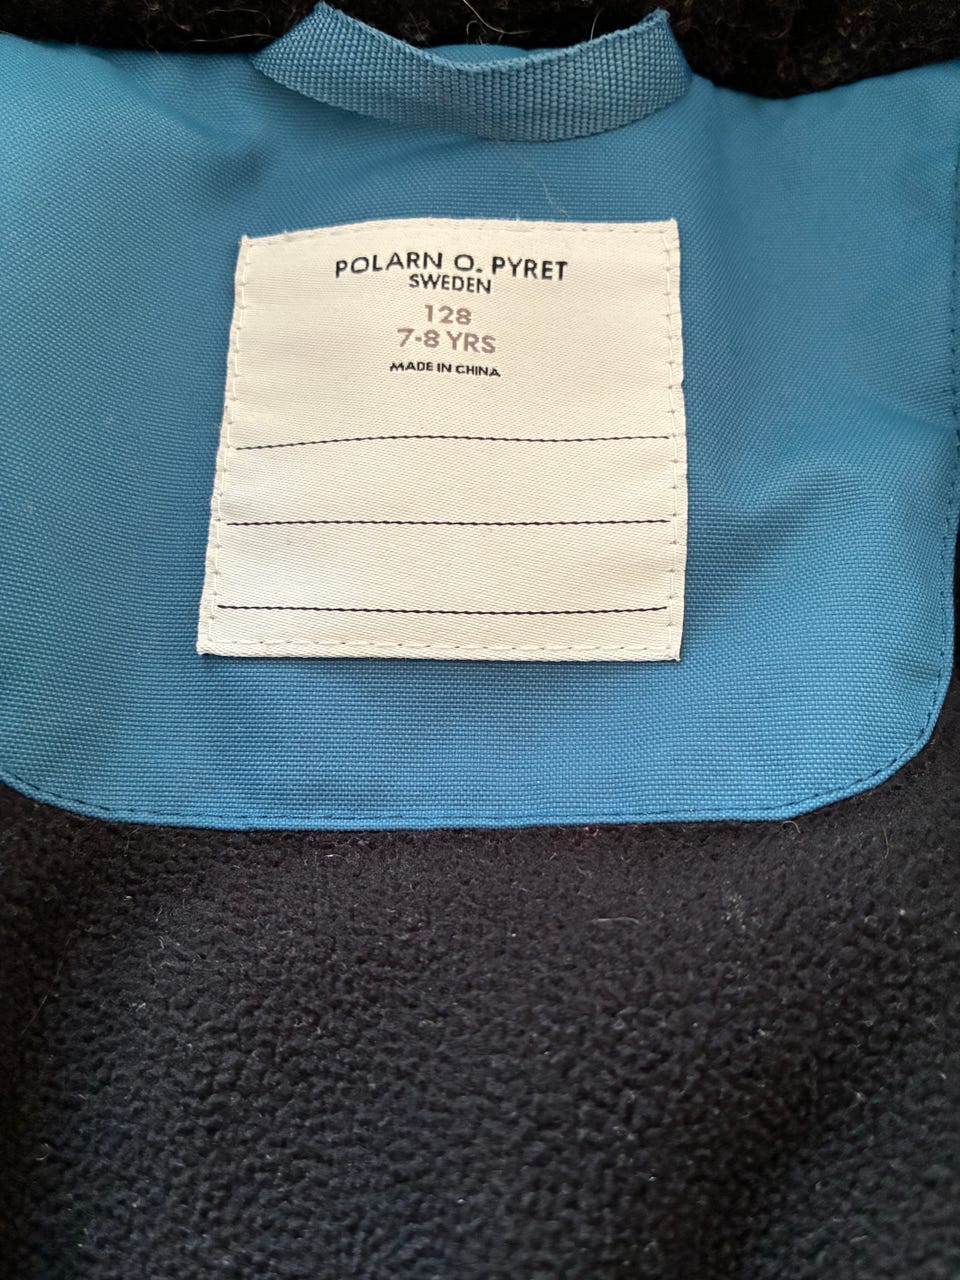 POLARN O. PYRET
SWEDEN
128
7-8 YRS
MADE IN CHINA